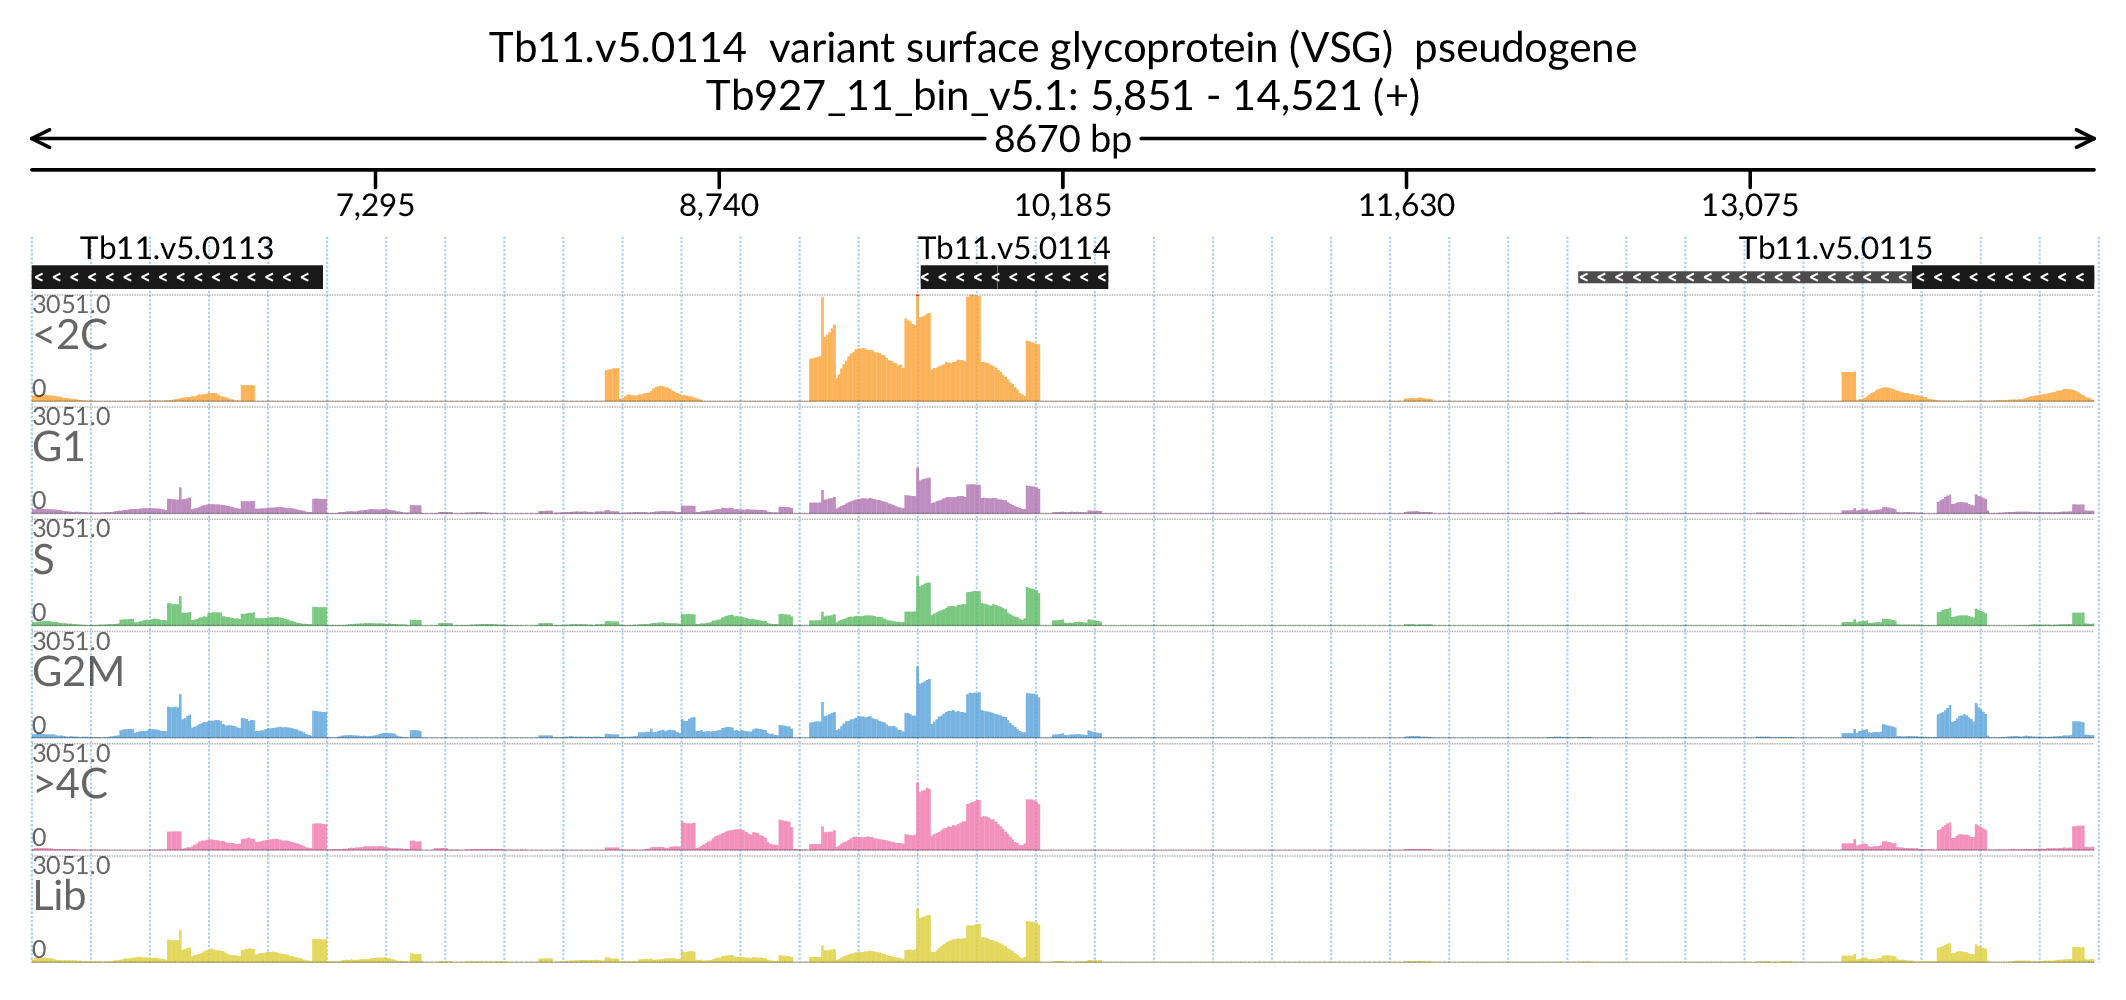 Tb11.v5.0114 variant surface glycoprotein (VSG) pseudogene
Tb927_11_bin_v5.1: 5,851 - 14,521 (+)
8670 bp
7,295 8,740 10,185 11,630 13,075
Tb11.v5.0113 Tb11.v5.0114 Tb11.v5.0115
3051.0
<2C
0
3051.0
G1
0
3051.0
S
0
3051.0
G2M
0
3051.0
>4C
0
3051.0
Lib
0